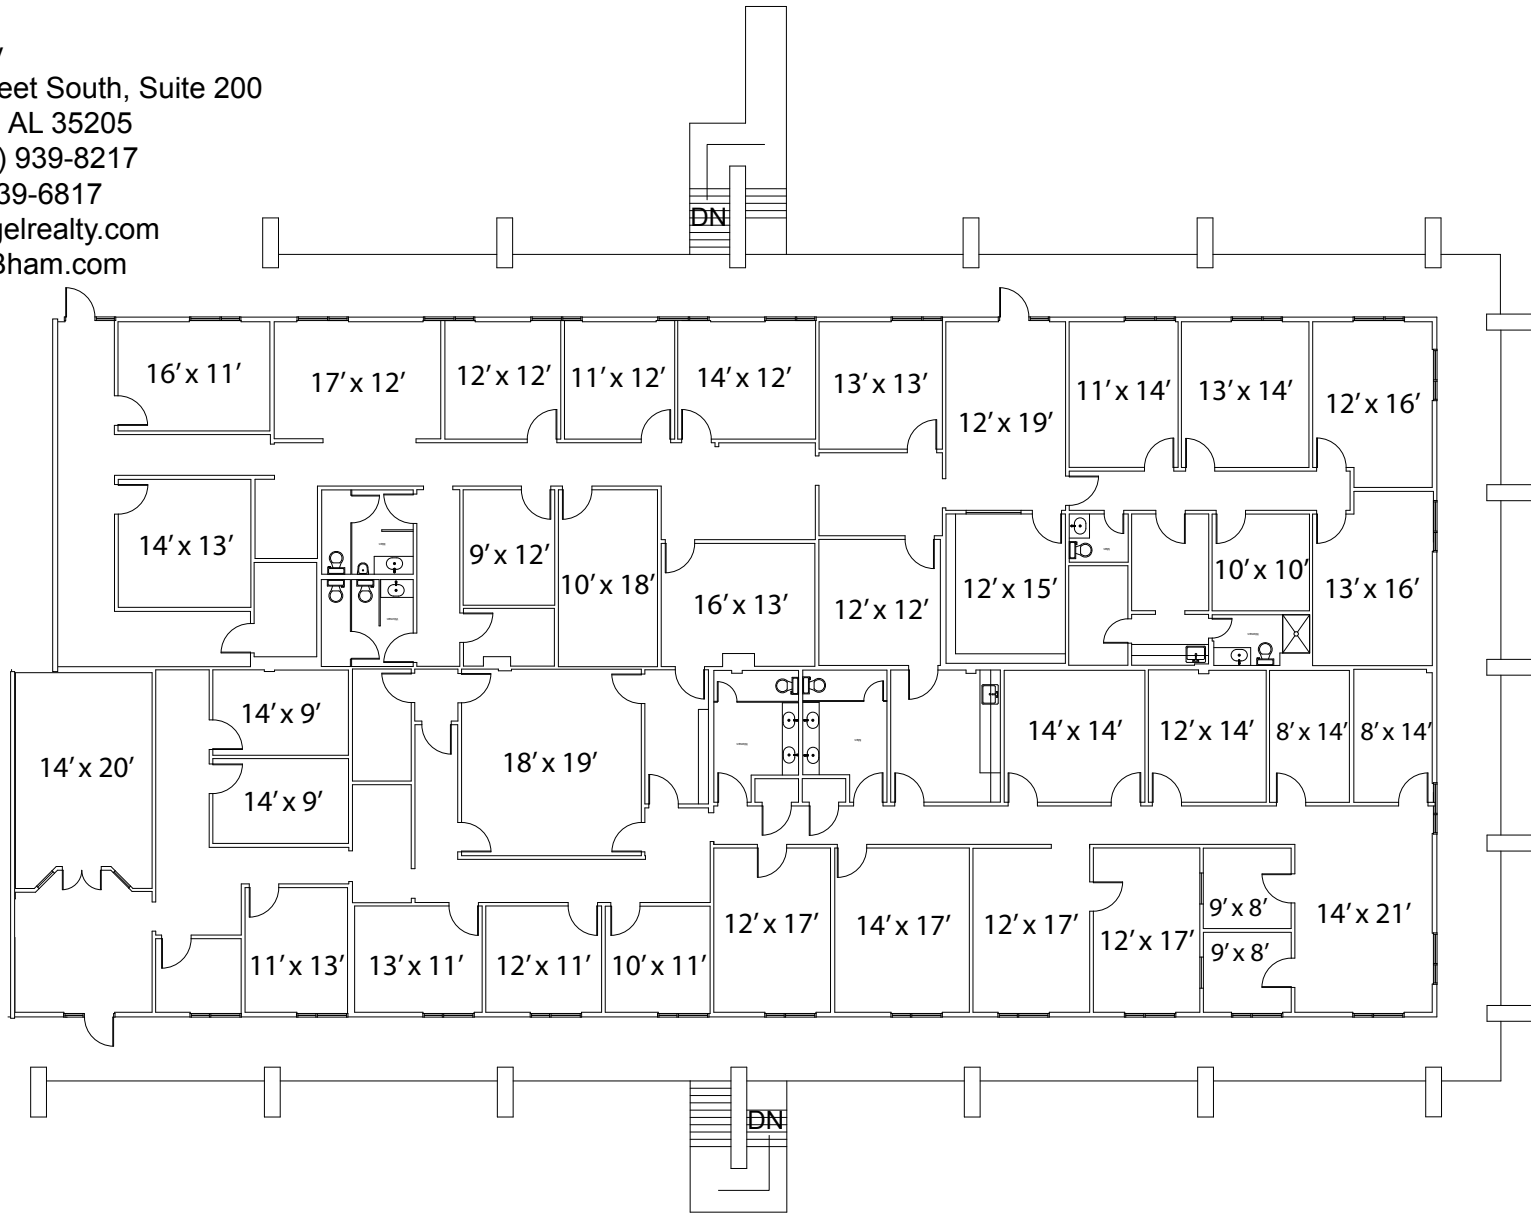 y
eet South, Suite 200
AL 35205
) 939-8217
39-6817
gelrealty.com
Bham.com
DN
16' x 11'
17' x 12'
12' x 12'
11' x 12'
14' x 12'
13' x 13'
12' x 19'
11' x 14'
13' x 14'
12' x 16'
14' x 13'
9' x 12'
10' x 18'
16' x 13'
12' x 12'
12' x 15'
10' x 10'
13' x 16'
14' x 20'
14' x 9'
14' x 9'
18' x 19'
14' x 14'
12' x 14'
8' x 14'
8' x 14'
11' x 13'
13' x 11'
12' x 11'
10' x 11'
12' x 17'
14' x 17'
12' x 17'
12' x 17'
9' x 8'
9' x 8'
14' x 21'
DN